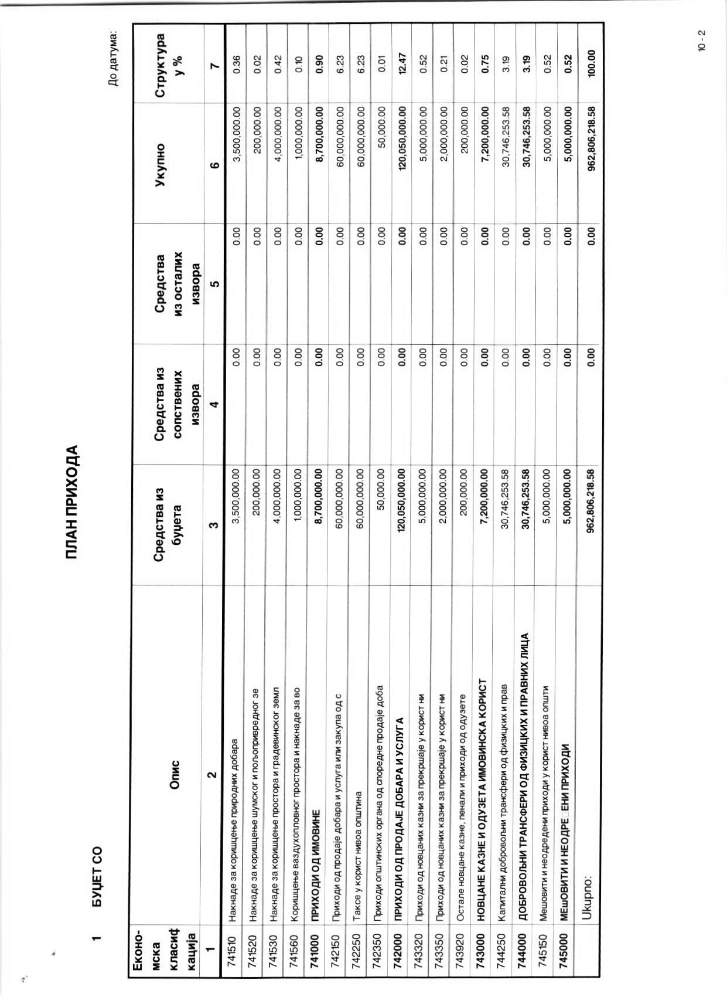 ПЛАН ПРИХОДА
1 БУЏЕТ СО
До датума:
Еконо-
мска
класиф
кација
Опис
Средства из
буџета
Средства из
сопствених
извора
Средства
из осталих
извора
Укупно
Структура
у %
1 2 3 4 5 6 7
741510 Накнаде за коришцење природних добара 3,500,000.00 0.00 0.00 3,500,000.00 0.36
741520 Накнаде за коришцење шумског и пољопривредног зе 200,000.00 0.00 0.00 200,000.00 0.02
741530 Накнаде за коришцење простора и градевинског земл 4,000,000.00 0.00 0.00 4,000,000.00 0.42
741560 Коришцење ваздухопловног простора и накнаде за во 1,000,000.00 0.00 0.00 1,000,000.00 0.10
741000 ПРИХОДИ ОД ИМОВИНЕ 8,700,000.00 0.00 0.00 8,700,000.00 0.90
742150 Приходи од продаје добара и услуга или закупа од с 60,000,000.00 0.00 0.00 60,000,000.00 6.23
742250 Таксе у корист нивоа општина 60,000,000.00 0.00 0.00 60,000,000.00 6.23
742350 Приходи општинских органа од споредне продаје доба 50,000.00 0.00 0.00 50,000.00 0.01
742000 ПРИХОДИ ОД ПРОДАЈЕ ДОБАРА И УСЛУГА 120,050,000.00 0.00 0.00 120,050,000.00 12.47
743320 Приходи од новцаних казни за прекршаје у корист ни 5,000,000.00 0.00 0.00 5,000,000.00 0.52
743350 Приходи од новцаних казни за прекршаје у корист ни 2,000,000.00 0.00 0.00 2,000,000.00 0.21
743920 Остале новцане казне, пенали и приходи од одузете 200,000.00 0.00 0.00 200,000.00 0.02
743000 НОВЦАНЕ КАЗНЕ И ОДУЗЕТА ИМОВИНСКА КОРИСТ 7,200,000.00 0.00 0.00 7,200,000.00 0.75
744250 Капитални добровољни трансфери од физицких и прав 30,746,253.58 0.00 0.00 30,746,253.58 3.19
744000 ДОБРОВОЉНИ ТРАНСФЕРИ ОД ФИЗИЦКИХ И ПРАВНИХ ЛИЦА 30,746,253.58 0.00 0.00 30,746,253.58 3.19
745150 Мешовити и неодредени приходи у корист нивоа општи 5,000,000.00 0.00 0.00 5,000,000.00 0.52
745000 МЕшОВИТИ И НЕОДРЕ□ЕНИ ПРИХОДИ 5,000,000.00 0.00 0.00 5,000,000.00 0.52
Ukupno: 962,806,218.58 0.00 0.00 962,806,218.58 100.00
10 - 2